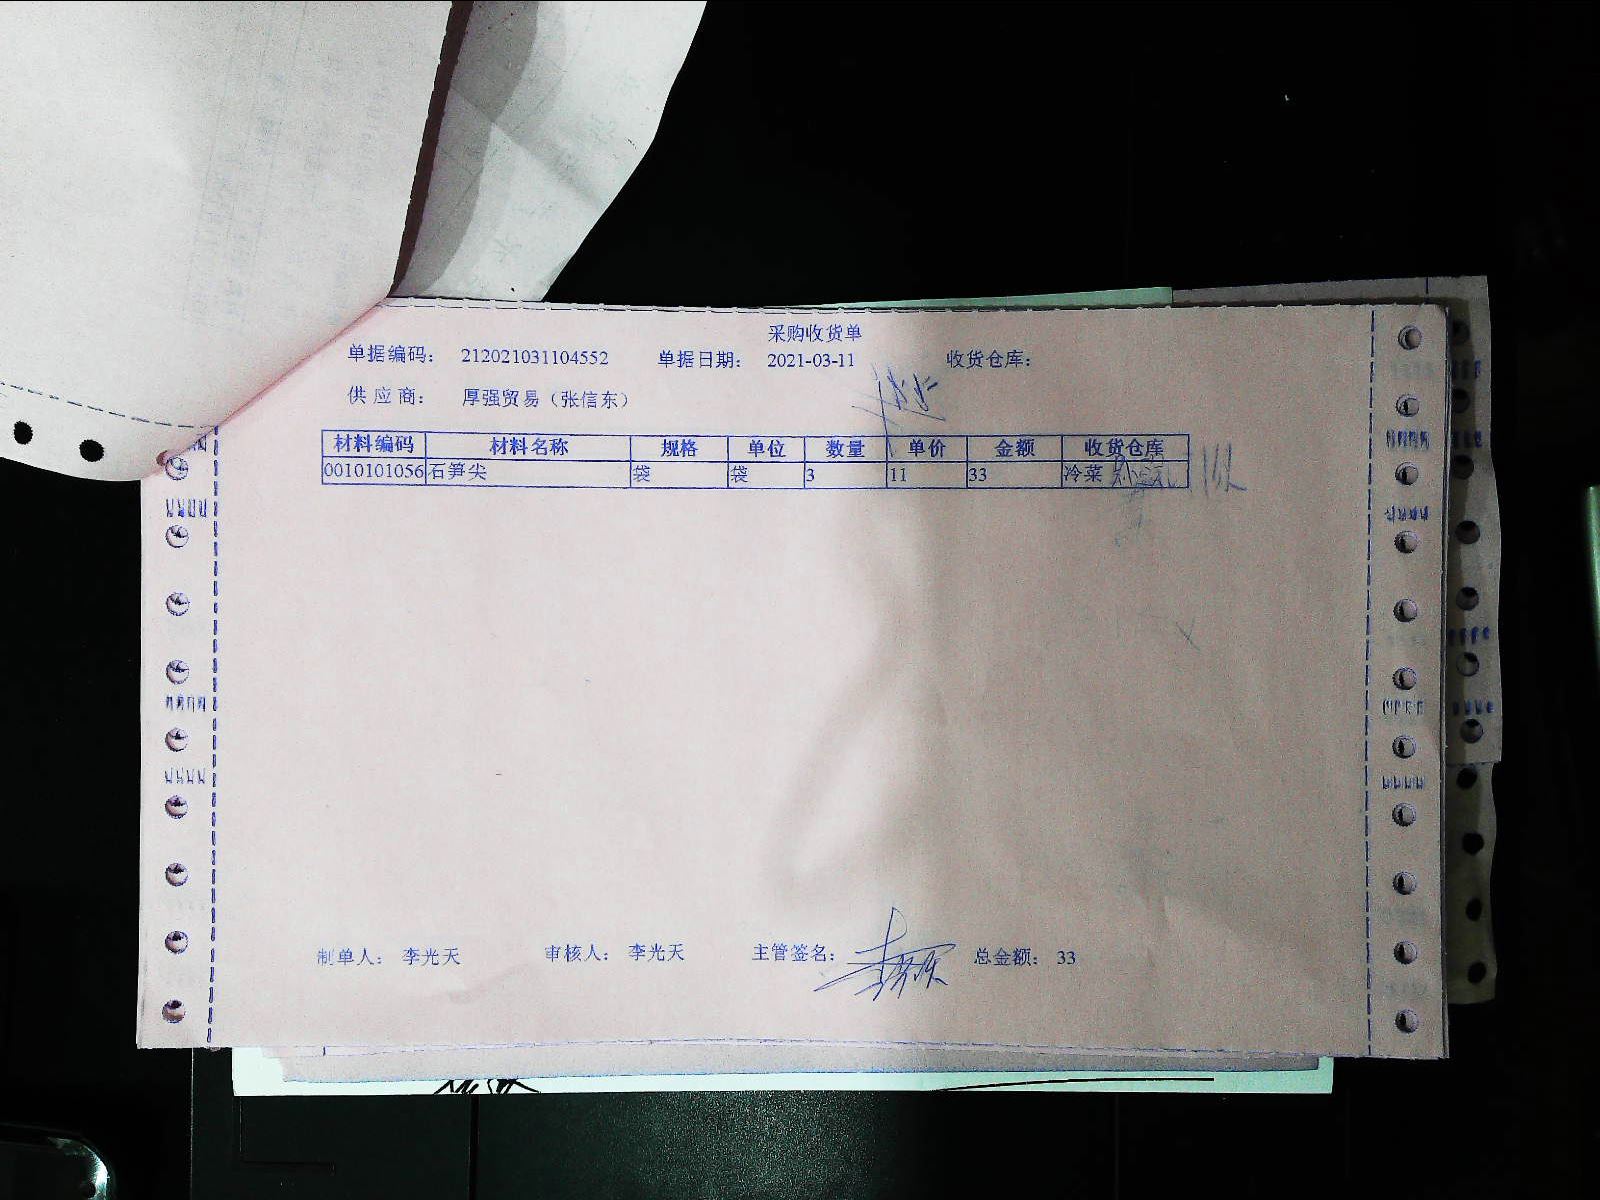 采购收货单
单据编码： 212021031104552 单据日期： 2021-03-11 收货仓库：
供 应 商： 厚强贸易（张信东）
材料编码 材料名称 规格 单位 数量 单价 金额 收货仓库
0010101056 石笋尖 袋 袋 3 11 33 冷菜
制单人： 李光天 审核人： 李光天 主管签名： 总金额： 33